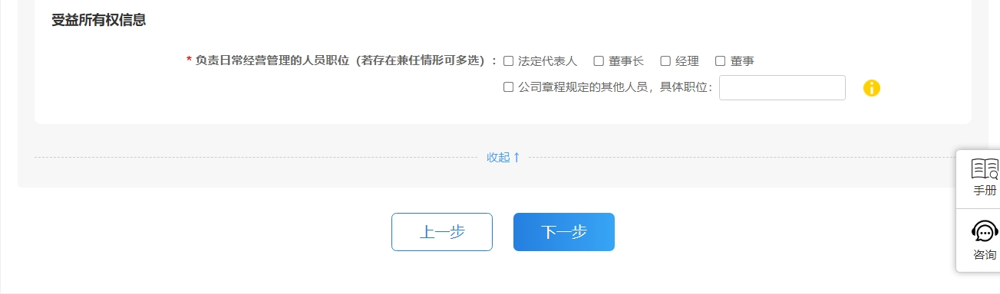 受益所有权信息
* 负责日常经营管理的人员职位（若存在兼任情形可多选）： 法定代表人 董事长 经理 董事
公司章程规定的其他人员，具体职位：
收起↑
上一步 下一步
手册
咨询